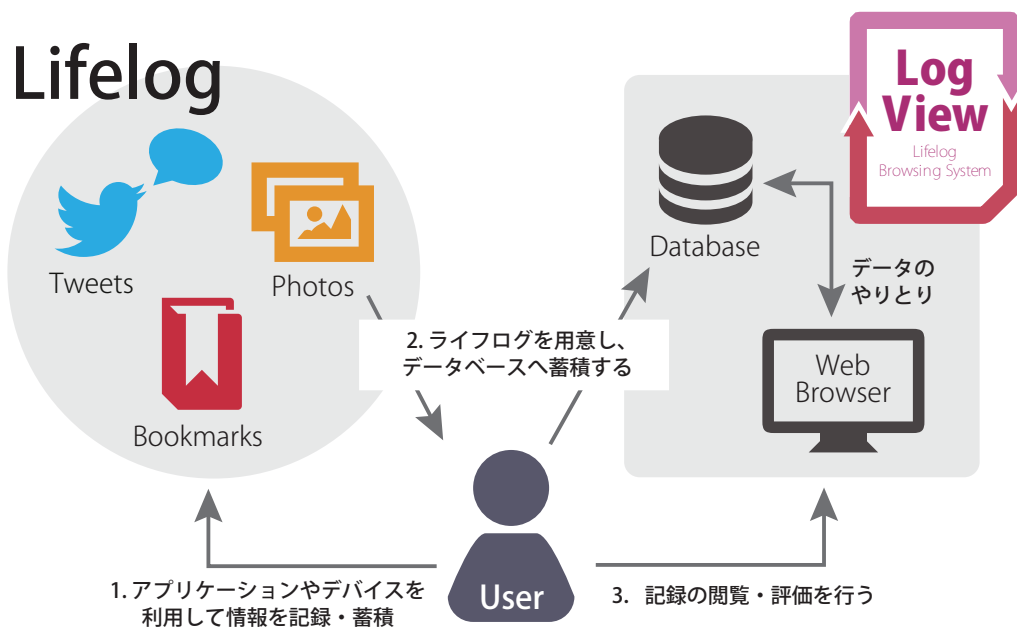 Lifelog
Tweets
Photos
Bookmarks
Log
View
Lifelog
Browsing System
Database
データの
やりとり
Web
Browser
2. ライフログを用意し、
データベースへ蓄積する
User
1. アプリケーションやデバイスを
利用して情報を記録・蓄積
3. 記録の閲覧・評価を行う